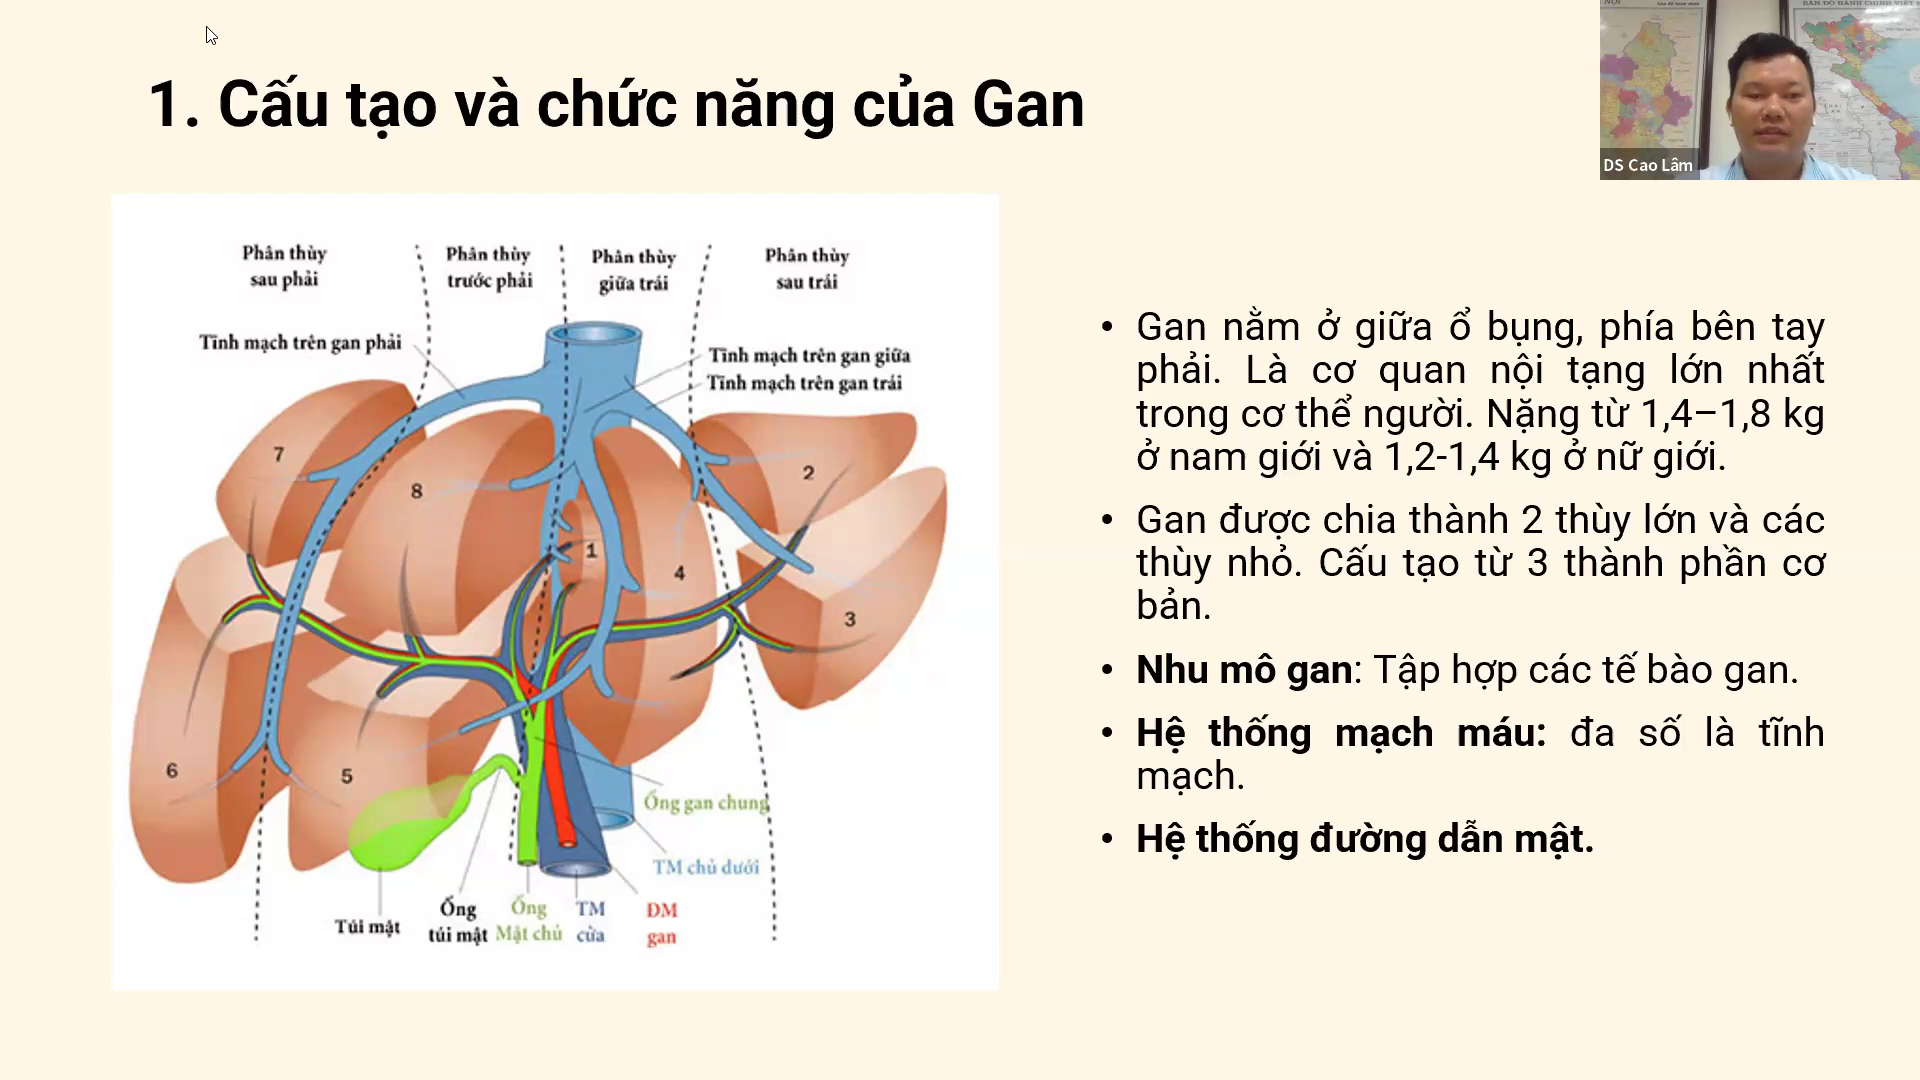 1. Cấu tạo và chức năng của Gan
DS Cao Lâm
Phân thùy
sau phải
Phân thùy
trước phải
Phân thùy
giữa trái
Phân thùy
sau trái
Tĩnh mạch trên gan phải
Tĩnh mạch trên gan giữa
Tĩnh mạch trên gan trái
7
8
2
1
4
3
6
5
Ống gan chung
TM chủ dưới
Túi mật
Ống
túi mật
Ống
Mật chủ
TM
cửa
ĐM
gan
• Gan nằm ở giữa ổ bụng, phía bên tay
phải. Là cơ quan nội tạng lớn nhất
trong cơ thể người. Nặng từ 1,4–1,8 kg
ở nam giới và 1,2-1,4 kg ở nữ giới.
• Gan được chia thành 2 thùy lớn và các
thùy nhỏ. Cấu tạo từ 3 thành phần cơ
bản.
• Nhu mô gan: Tập hợp các tế bào gan.
• Hệ thống mạch máu: đa số là tĩnh
mạch.
• Hệ thống đường dẫn mật.